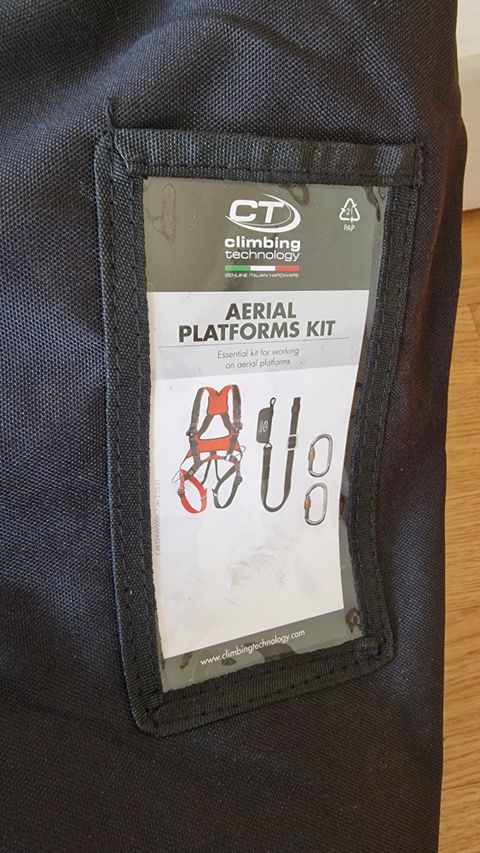 CT
climbing
technology
GENUINE ITALIAN HARDWARE
21
PAP
AERIAL
PLATFORMS KIT
Essential kit for working
on aerial platforms
www.climbingtechnology.com